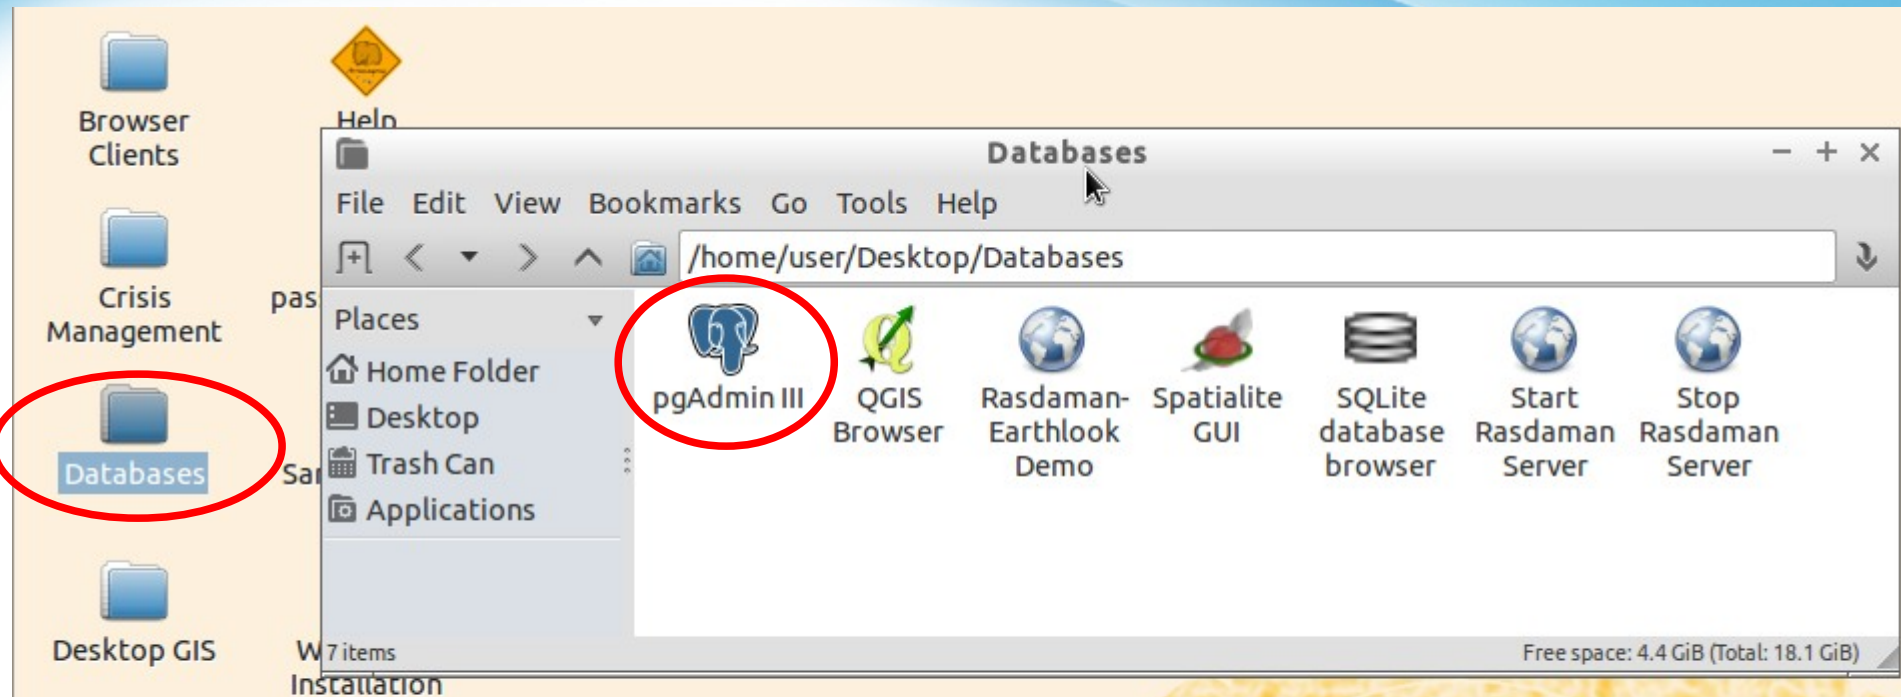 Browser
Clients
Help
Crisis
Management
pas
Databases
Sar
Desktop GIS
W
Installation
Databases
File Edit View Bookmarks Go Tools Help
/home/user/Desktop/Databases
Places
Home Folder
Desktop
Trash Can
Applications
pgAdmin III
QGIS
Browser
Rasdaman-
Earthlook
Demo
Spatialite
GUI
SQLite
database
browser
Start
Rasdaman
Server
Stop
Rasdaman
Server
7 items
Free space: 4.4 GiB (Total: 18.1 GiB)